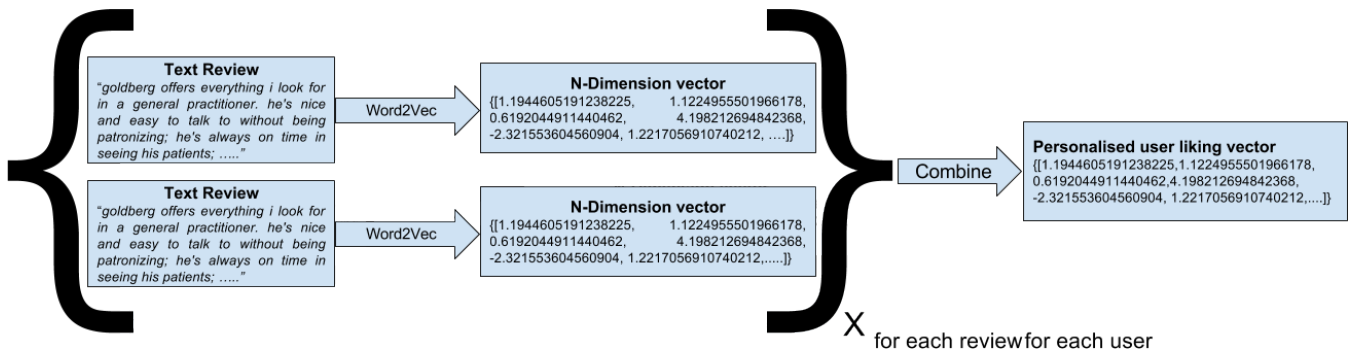 Text Review
"goldberg offers everything i look for
in a general practitioner. he's nice
and easy to talk to without being
patronizing; he's always on time in
seeing his patients; ....."
Word2Vec
N-Dimension vector
{[1.1944605191238225, 1.1224955501966178,
0.6192044911440462, 4.198212694842368,
-2.321553604560904, 1.2217056910740212, ....]}
Text Review
"goldberg offers everything i look for
in a general practitioner. he's nice
and easy to talk to without being
patronizing; he's always on time in
seeing his patients; ....."
Word2Vec
N-Dimension vector
{[1.1944605191238225, 1.1224955501966178,
0.6192044911440462, 4.198212694842368,
-2.321553604560904, 1.2217056910740212,.....]}
Combine
Personalised user liking vector
{[1.1944605191238225,1.1224955501966178,
0.6192044911440462,4.198212694842368,
-2.321553604560904, 1.2217056910740212,....]}
X for each review for each user